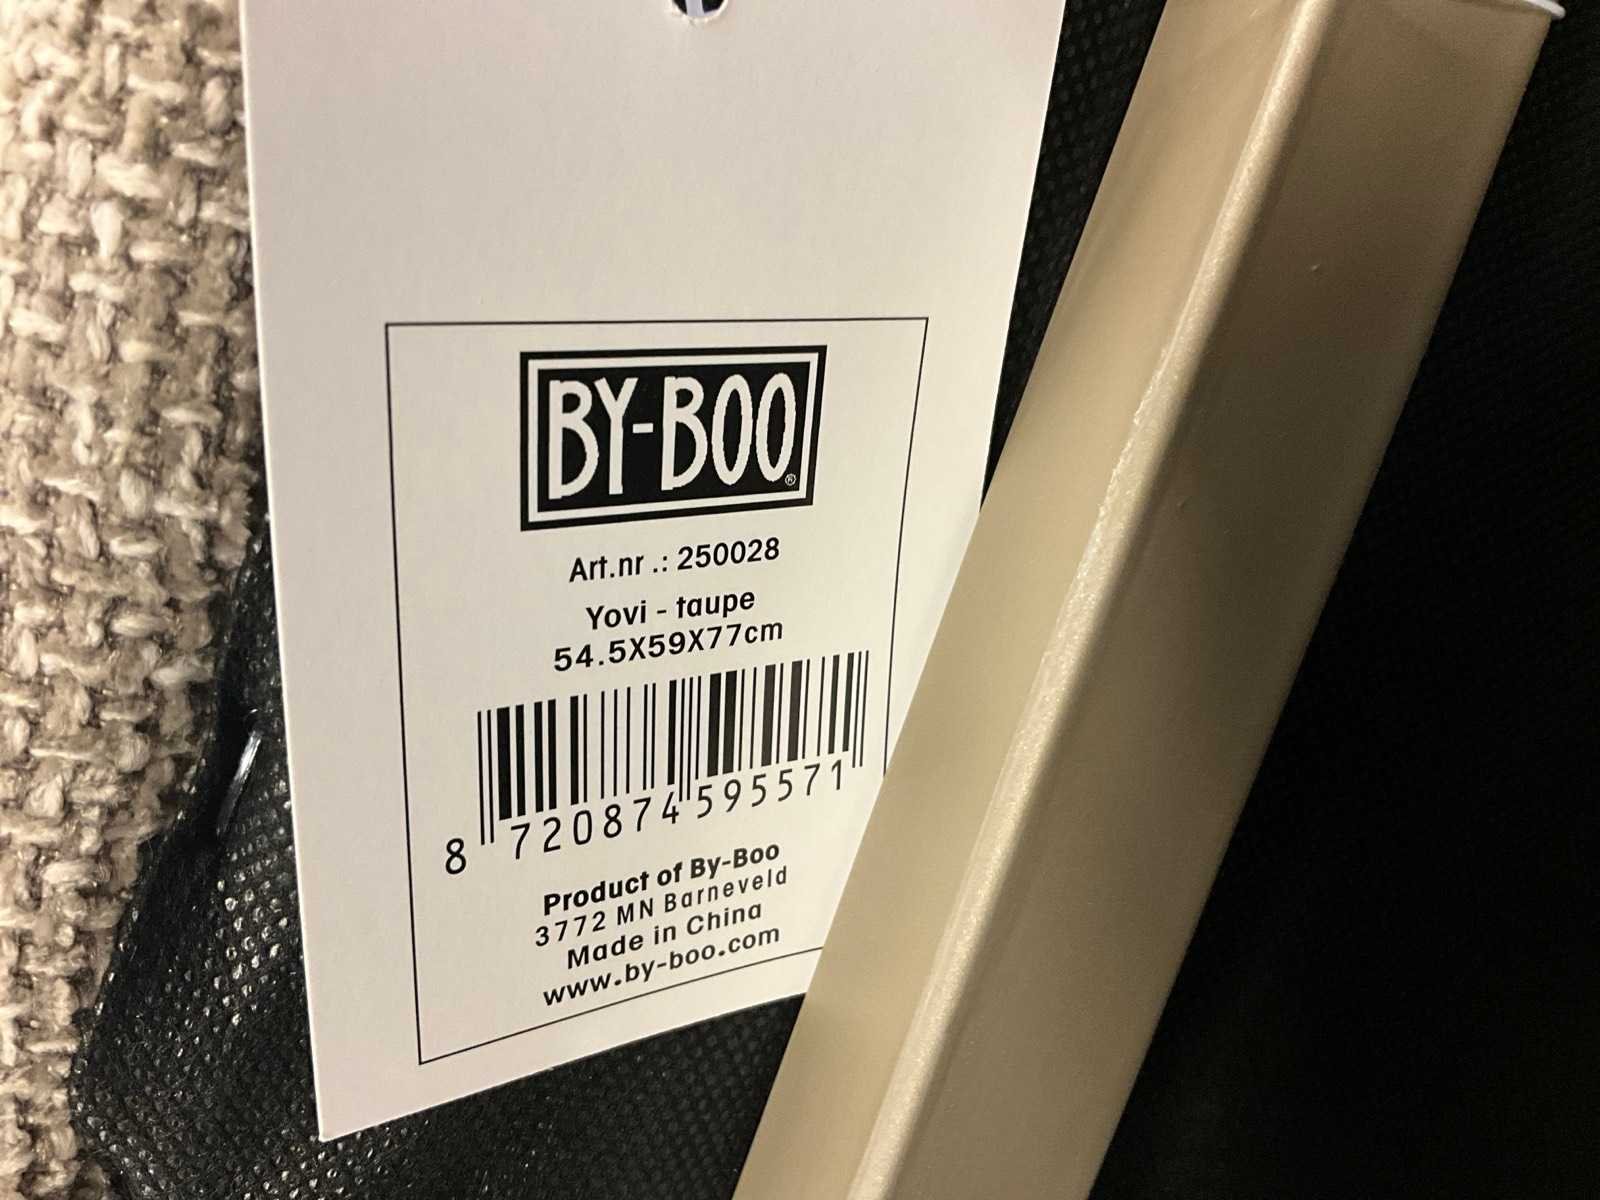 BY-BOO®
Art.nr .: 250028
Yovi - taupe
54.5X59X77cm
8 720874 595571
Product of By-Boo
3772 MN Barneveld
Made in China
www.by-boo.com